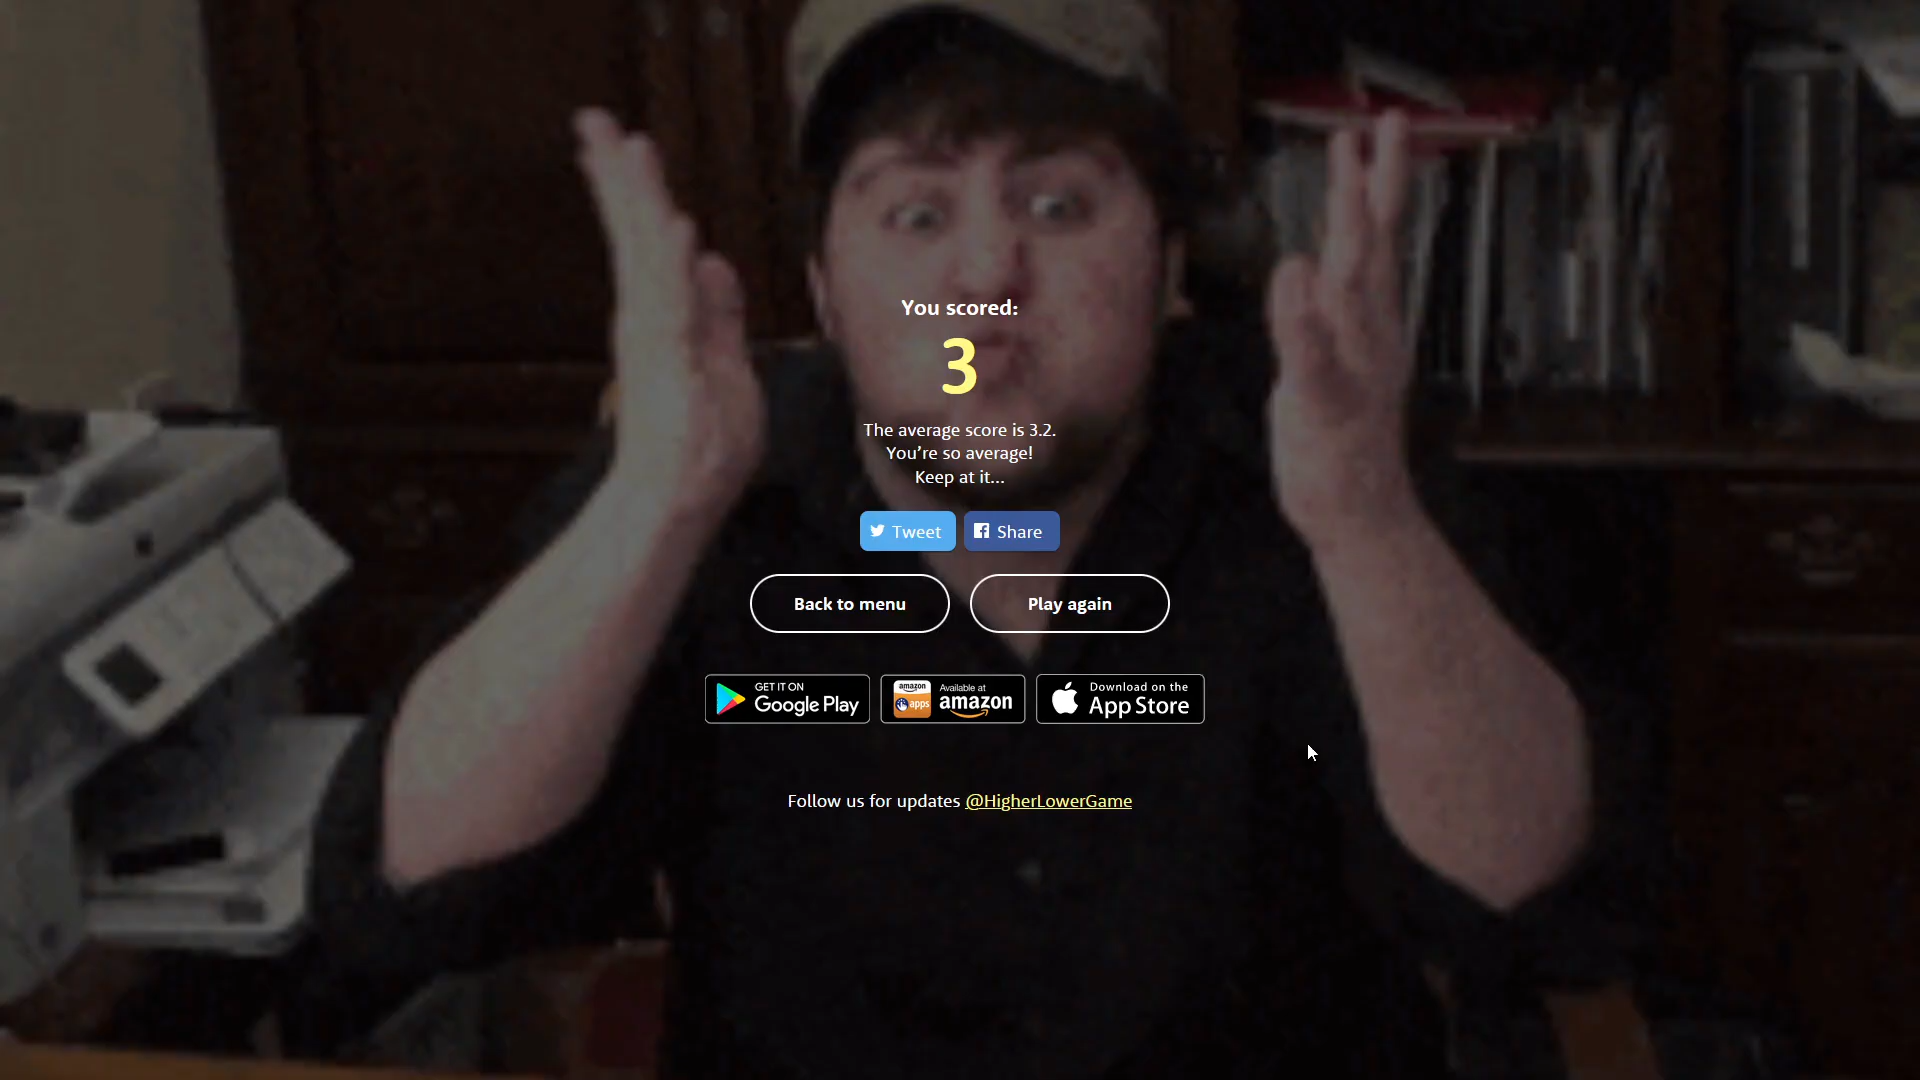 You scored:
3
The average score is 3.2.
You're so average!
Keep at it...
Tweet
Share
Back to menu
Play again
GET IT ON
Google Play
amazon
apps
Available at
amazon
Download on the
App Store
Follow us for updates @HigherLowerGame